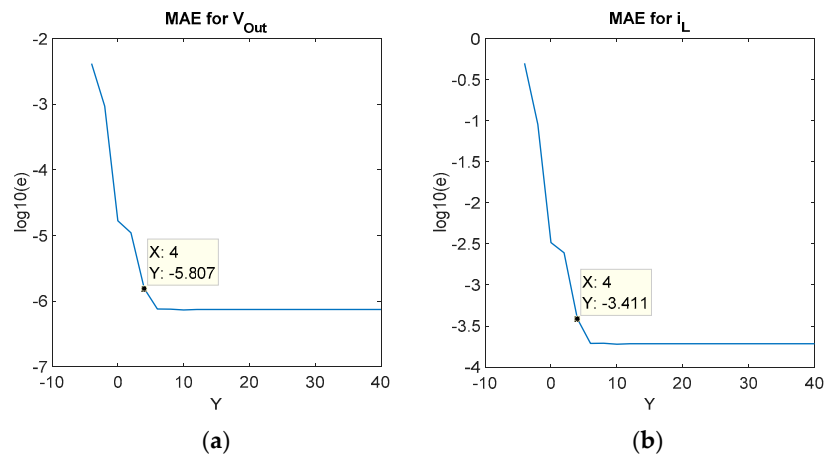 MAE for V_Out
-2
-3
-4
-5
-6
-7
log10(e)
X: 4
Y: -5.807
-10 0 10 20 30 40
Y
(a)
MAE for i_L
0
-0.5
-1
-1.5
-2
-2.5
-3
-3.5
-4
log10(e)
X: 4
Y: -3.411
-10 0 10 20 30 40
Y
(b)